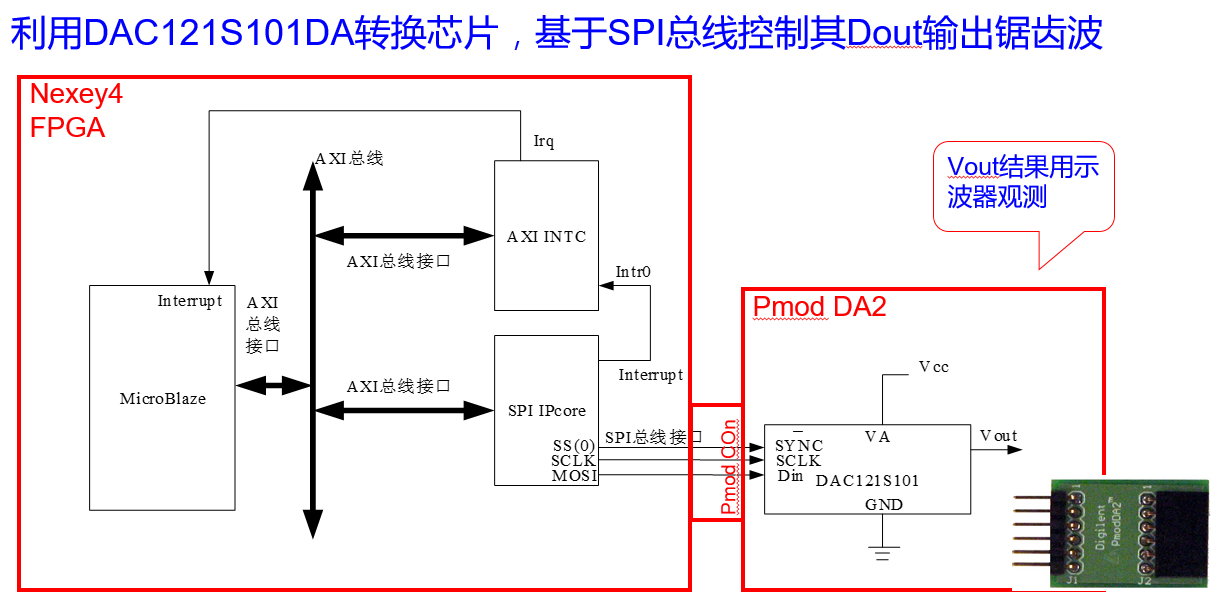 利用DAC121S101DA转换芯片，基于SPI总线控制其Dout输出锯齿波
Nexey4
FPGA
Irq
AXI总线
AXI INTC
AXI总线接口
Intr0
Interrupt
AXI
总线
接口
MicroBlaze
AXI总线接口
Interrupt
SPI IPcore
SS(0)
SCLK
MOSI
SPI总线接口
Pmod COn
Vout结果用示
波器观测
Pmod DA2
Vcc
VA
SYNC
SCLK
Din
DAC121S101
GND
Vout
1
1
Digilent
PmodDA2™
J1
J2